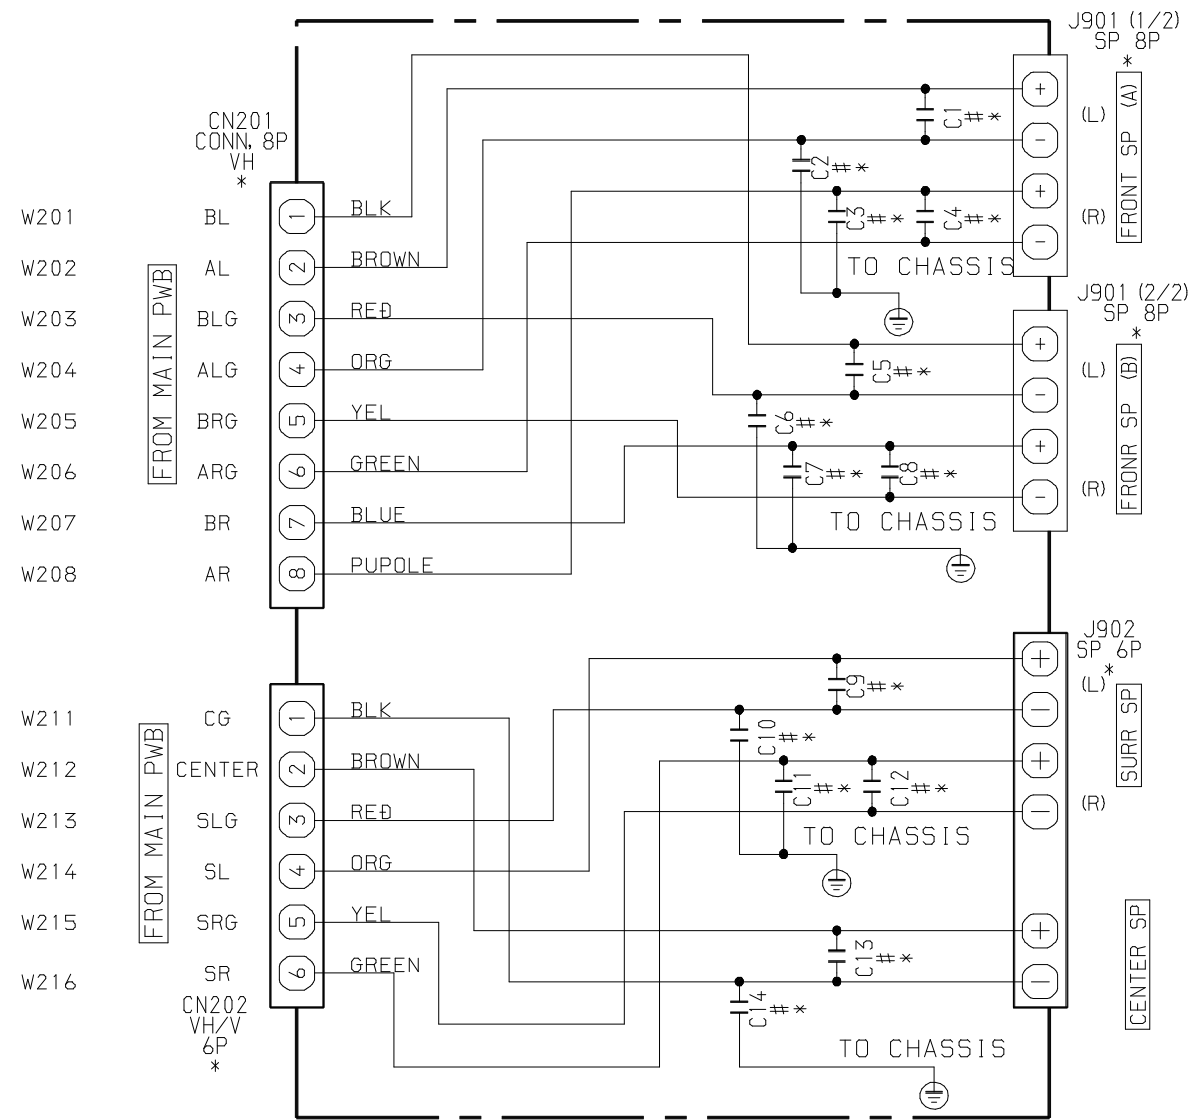 J901 (1/2)
SP 8P
*
FRONT SP (A)
(L)
(R)
CN201
CONN, 8P
VH
*
C1 ##*
C2 ##*
C3 ##*
C4 ##*
TO CHASSIS
FROM MAIN PWB
W201 BL 1 BLK
W202 AL 2 BROWN
W203 BLG 3 RED
W204 ALG 4 ORG
W205 BRG 5 YEL
W206 ARG 6 GREEN
W207 BR 7 BLUE
W208 AR 8 PUPOLE
J901 (2/2)
SP 8P
*
FRONR SP (B)
(L)
(R)
C5 ##*
C6 ##*
C7 ##*
C8 ##*
TO CHASSIS
J902
SP 6P
*
(L)
SURR SP
(R)
C9 ##*
C10 ##*
C11 ##*
C12 ##*
TO CHASSIS
FROM MAIN PWB
W211 CG 1 BLK
W212 CENTER 2 BROWN
W213 SLG 3 RED
W214 SL 4 ORG
W215 SRG 5 YEL
W216 SR 6 GREEN
CN202
VH/V
6P
*
CENTER SP
C13 ##*
C14 ##*
TO CHASSIS